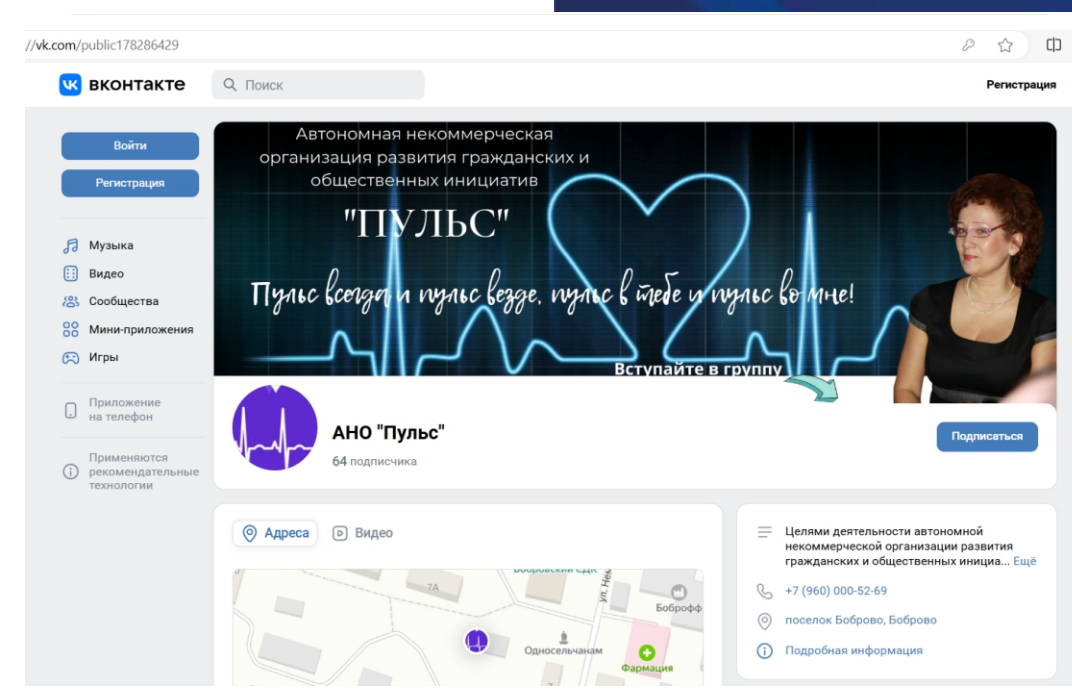 //vk.com/public178286429
вконтакте
Поиск
Регистрация
Войти
Регистрация
Музыка
Видео
Сообщества
Мини-приложения
Игры
Приложение
на телефон
Применяются
рекомендательные
технологии
Автономная некоммерческая
организация развития гражданских и
общественных инициатив
"ПУЛЬС"
Пульс всегда и пульс везде, пульс в тебе и пульс во мне!
Вступайте в группу
АНО "Пульс"
64 подписчика
Подписаться
Адреса
Видео
Бобровский СДК
7А
ул.
Боброфф
Односельчанам
Фармация
Целями деятельности автономной
некоммерческой организации развития
гражданских и общественных инициа... Ещё
+7 (960) 000-52-69
поселок Боброво, Боброво
Подробная информация